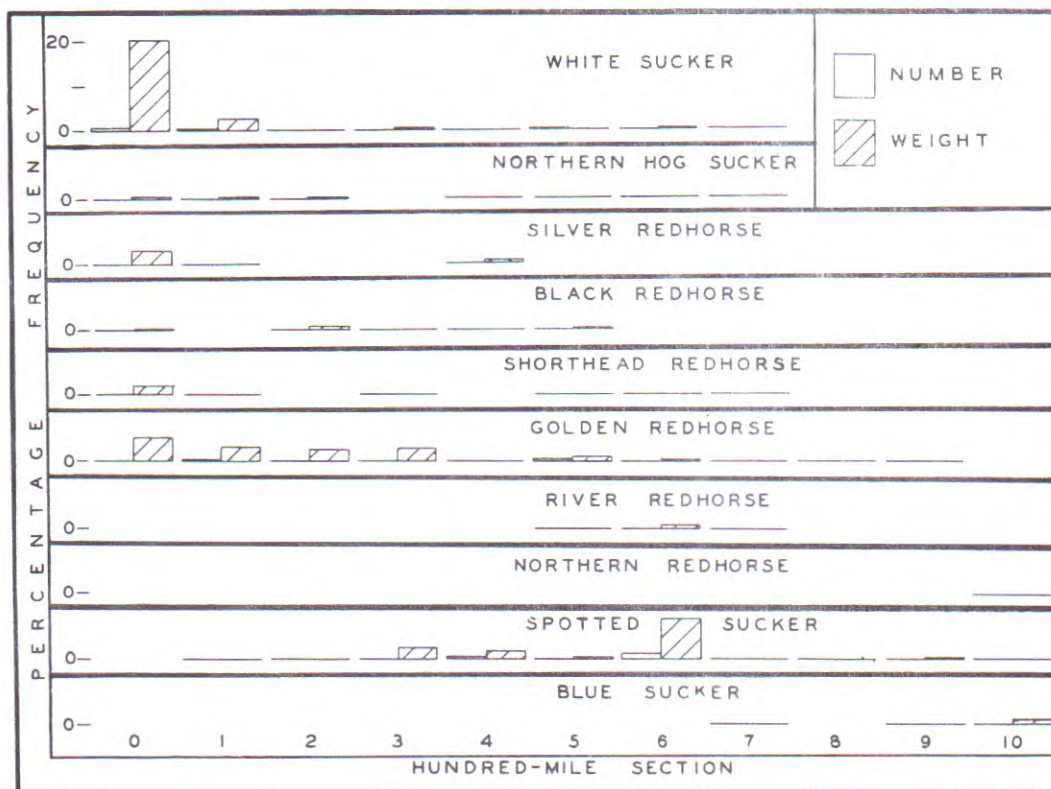 PERCENTAGE FREQUENCY
20-
0-
WHITE SUCKER
NUMBER
WEIGHT
NORTHERN HOG SUCKER
0-
SILVER REDHORSE
0-
BLACK REDHORSE
0-
SHORTHEAD REDHORSE
0-
GOLDEN REDHORSE
0-
RIVER REDHORSE
0-
NORTHERN REDHORSE
0-
SPOTTED SUCKER
0-
BLUE SUCKER
0-
0 1 2 3 4 5 6 7 8 9 10
HUNDRED-MILE SECTION